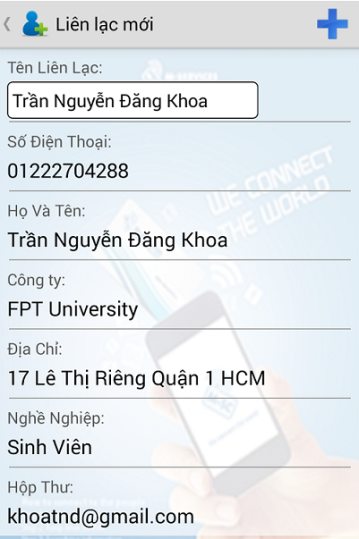 Liên lạc mới
Tên Liên Lạc:
Trần Nguyễn Đăng Khoa
Số Điện Thoại:
01222704288
Họ Và Tên:
Trần Nguyễn Đăng Khoa
WE CONNECT
THE WORLD
Công ty:
FPT University
Địa Chỉ:
17 Lê Thị Riêng Quận 1 HCM
Nghề Nghiệp:
Sinh Viên
Hộp Thư:
khoatnd@gmail.com